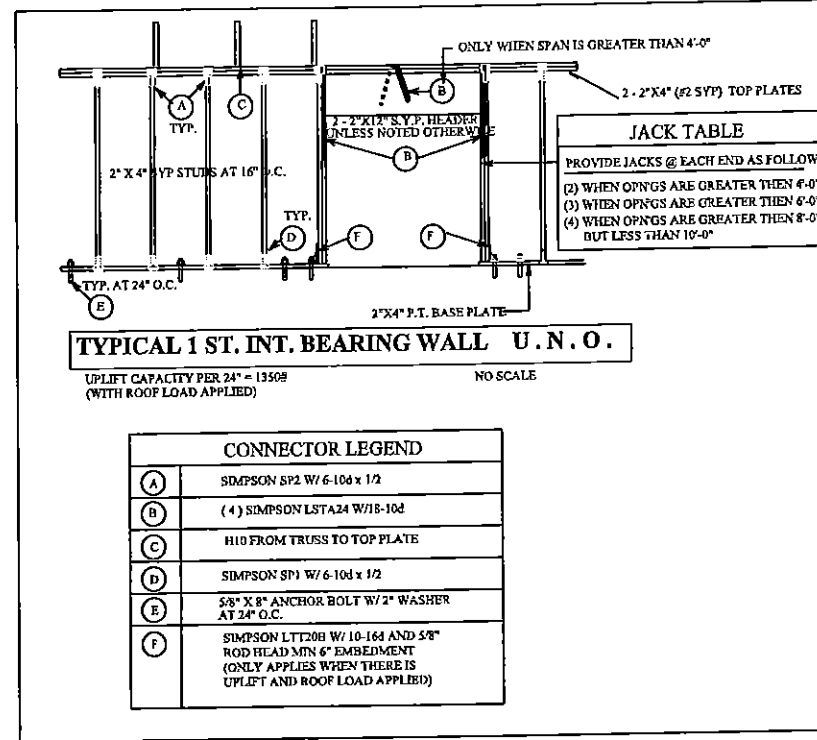 ONLY WHEN SPAN IS GREATER THAN 4'-0"
B
A
TYP.
C
2 - 2"X4" (#2 SYP) TOP PLATES
2 - 2"X12" S.Y.P. HEADER
UNLESS NOTED OTHERWISE
B
2" X 4" SYP STUDS AT 16" O.C.
JACK TABLE
PROVIDE JACKS @ EACH END AS FOLLOW
(2) WHEN OPN'GS ARE GREATER THEN 4'-0"
(3) WHEN OPN'GS ARE GREATER THEN 6'-0"
(4) WHEN OPN'GS ARE GREATER THEN 8'-0"
BUT LESS THAN 10'-0"
TYP.
D
F
F
TYP. AT 24" O.C.
E
2"X4" P.T. BASE PLATE
TYPICAL 1 ST. INT. BEARING WALL U.N.O.
UPLIFT CAPACITY PER 24" = 1350#
(WITH ROOF LOAD APPLIED)
NO SCALE
CONNECTOR LEGEND
A SIMPSON SP2 W/ 6-10d x 1/2
B ( 4 ) SIMPSON LSTA24 W/18-10d
C H10 FROM TRUSS TO TOP PLATE
D SIMPSON SP1 W/ 6-10d x 1/2
E 5/8" X 8" ANCHOR BOLT W/ 2" WASHER
AT 24" O.C.
F SIMPSON LTT20B W/ 10-16d AND 5/8"
ROD HEAD MIN 6" EMBEDMENT
(ONLY APPLIES WHEN THERE IS
UPLIFT AND ROOF LOAD APPLIED)